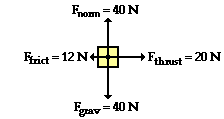 Fnorm = 40 N
Ffrict = 12 N
Fthrust = 20 N
Fgrav = 40 N